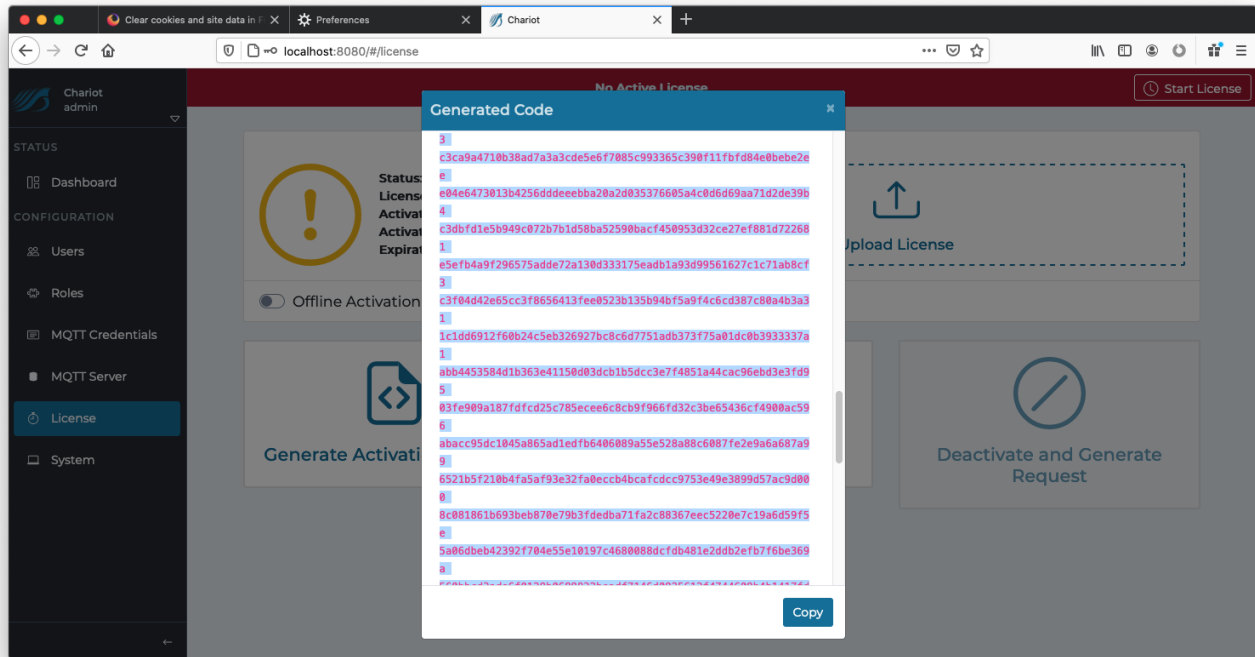 Clear cookies and site data in F
Preferences
Chariot
localhost:8080/#/license
Chariot
admin
No Active License
Start License
STATUS
Dashboard
CONFIGURATION
Users
Roles
MQTT Credentials
MQTT Server
License
System
Status:
License
Activat
Activat
Expirat
Offline Activation
Upload License
Generate Activati
Deactivate and Generate
Request
Generated Code
3
c3ca9a4710b38ad7a3a3cde5e6f7085c993365c390f11fbfd84e0bebe2e
e
e04e6473013b4256dddeeebba20a2d035376605a4c0d6d69aa71d2de39b
4
c3dbfd1e5b949c072b7b1d58ba52590bacf450953d32ce27ef881d72268
1
e5efb4a9f296575adde72a130d333175eadb1a93d99561627c1c71ab8cf
3
c3f04d42e65cc3f8656413fee0523b135b94bf5a9f4c6cd387c80a4b3a3
1
1c1dd6912f60b24c5eb326927bc8c6d7751adb373f75a01dc0b3933337a
1
abb4453584d1b363e41150d03dcb1b5dcc3e7f4851a44cac96ebd3e3fd9
5
03fe909a187fdfcd25c785ecee6c8cb9f966fd32c3be65436cf4900ac59
6
abacc95dc1045a865ad1edfb6406089a55e528a88c6087fe2e9a6a687a9
9
6521b5f210b4fa5af93e32fa0eccb4bcafcdcc9753e49e3899d57ac9d00
0
8c081861b693beb870e79b3fdedba71fa2c88367eec5220e7c19a6d59f5
e
5a06dbeb42392f704e55e10197c4680088dcfdb481e2ddb2efb7f6be369
a
Copy